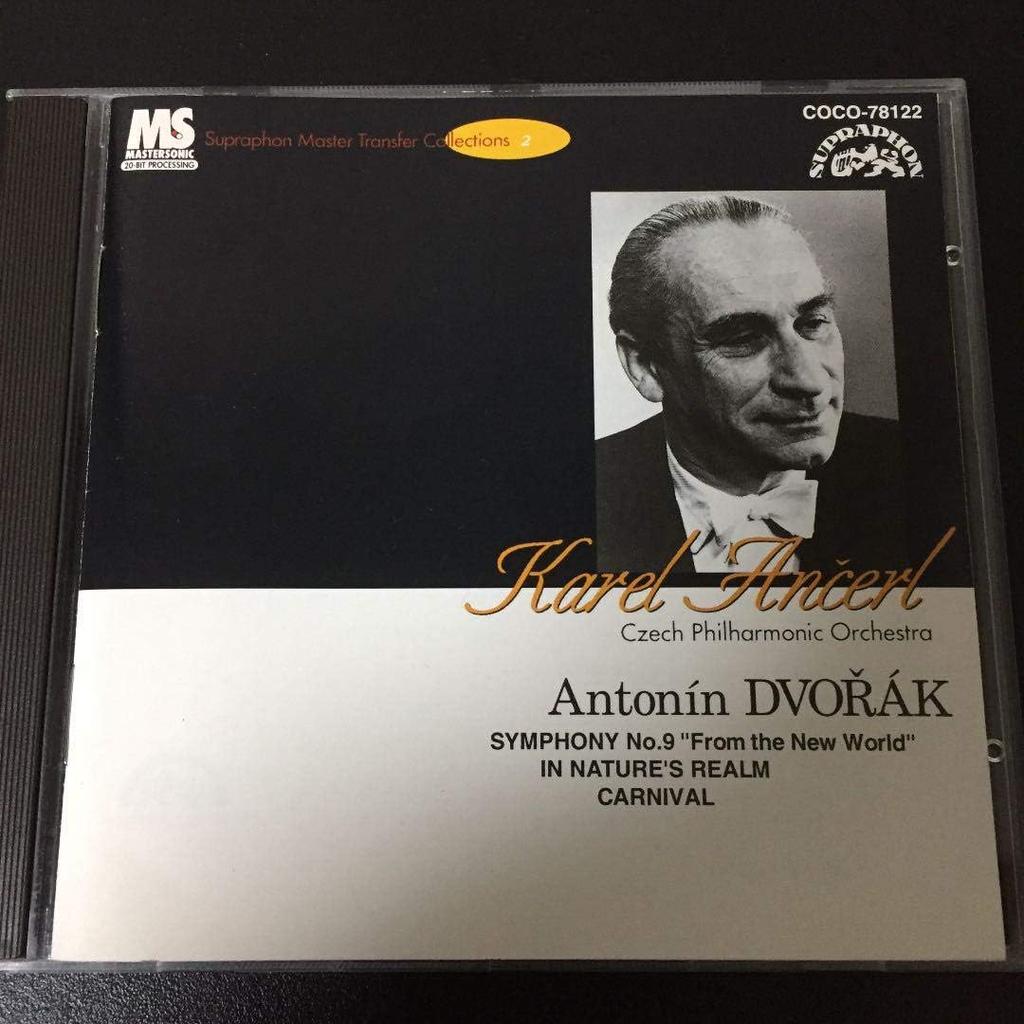 MS
MASTERSONIC
20-BIT PROCESSING
Supraphon Master Transfer Collections 2
COCO-78122
SUPRAPHON
Karel Ančerl
Czech Philharmonic Orchestra
Antonín DVOŘÁK
SYMPHONY No.9 "From the New World"
IN NATURE'S REALM
CARNIVAL